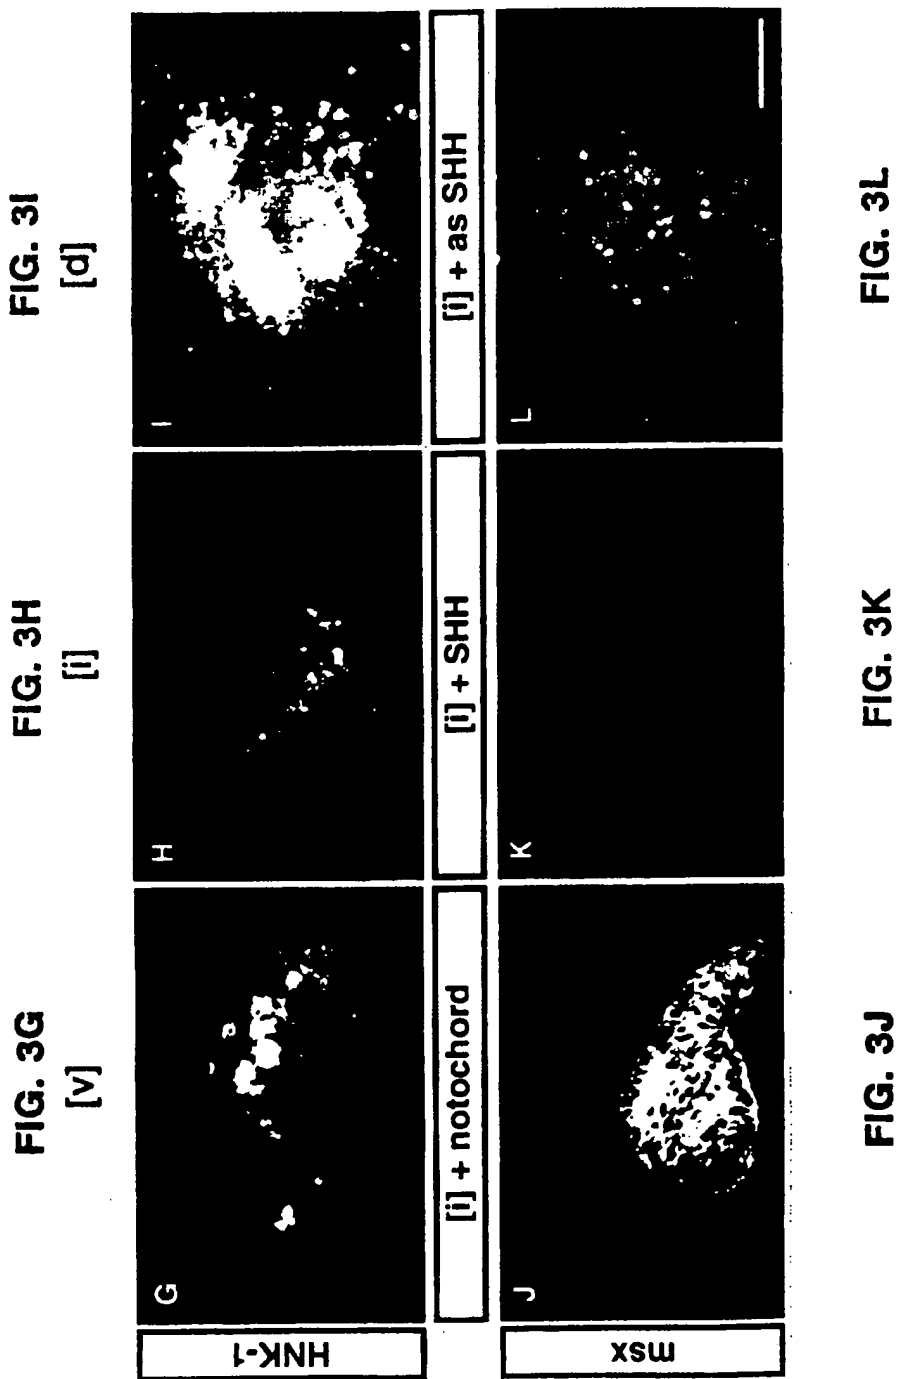 FIG. 3G
FIG. 3H
FIG. 3I
[v]
[i]
[d]
HNK-1
G
H
I
[i] + notochord
[i] + SHH
[i] + as SHH
msx
J
K
L
FIG. 3J
FIG. 3K
FIG. 3L